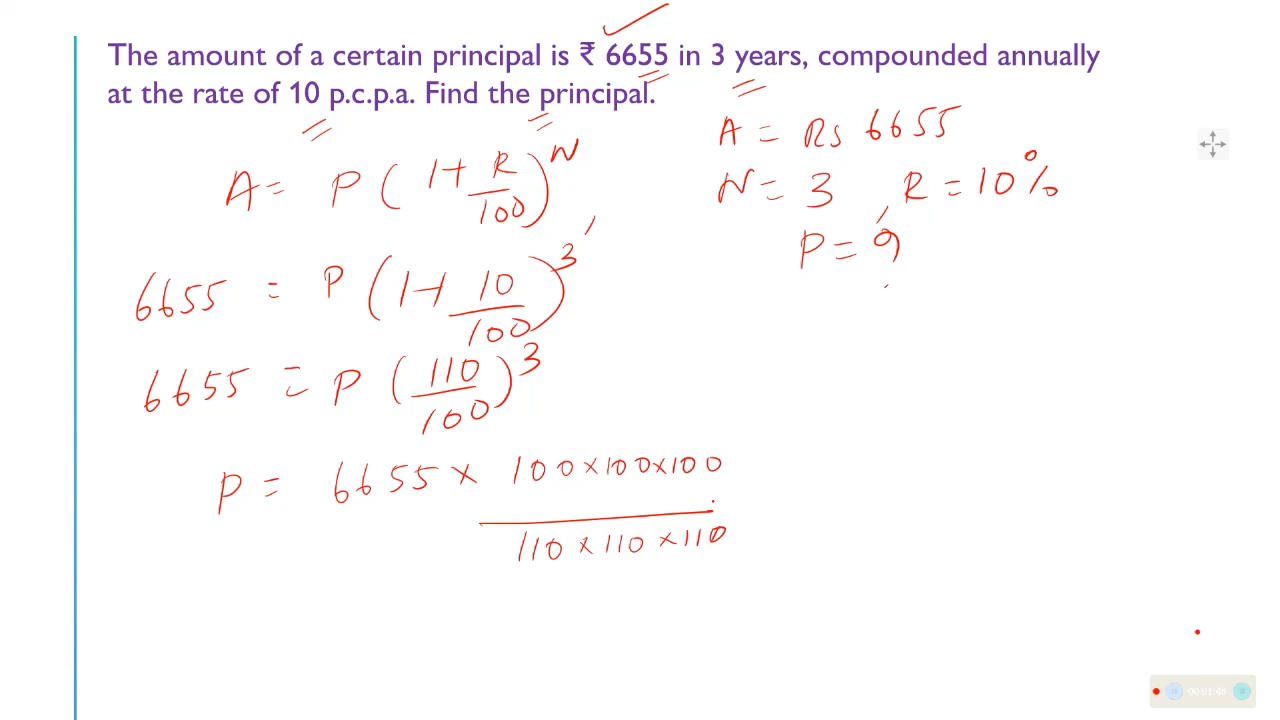 The amount of a certain principal is ₹ 6655 in 3 years, compounded annually
at the rate of 10 p.c.p.a. Find the principal.
A = Rs 6655
A = P ( 1 + R/100 )^N
N = 3 R = 10%
P = ?
6655 = P ( 1 + 10/100 )^3
6655 = P ( 110/100 )^3
P = 6655 × 100×100×100
110 × 110 × 110